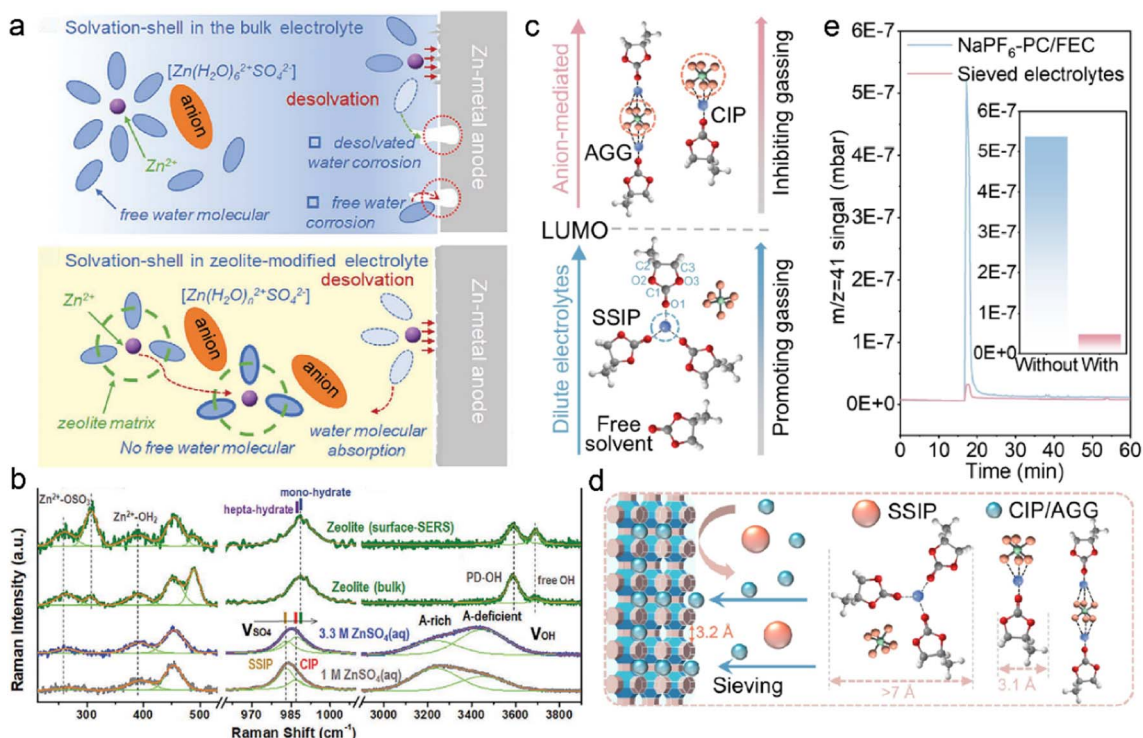 a
Solvation-shell in the bulk electrolyte
[Zn(H₂O)₆²⁺SO₄²⁻]
anion
Zn²⁺
free water molecular
desolvation
desolvated
water corrosion
free water
corrosion
Zn-metal anode
Solvation-shell in zeolite-modified electrolyte
Zn²⁺
[Zn(H₂O)ₙ²⁺SO₄²⁻]
desolvation
anion
anion
zeolite matrix
No free water molecular
water molecular
absorption
Zn-metal anode
b
Raman Intensity (a.u.)
Zn²⁺-OSO₃
Zn²⁺-OH₂
mono-hydrate
hepta-hydrate
Zeolite (surface-SERS)
PD-OH
free OH
Zeolite (bulk)
VSO4
3.3 M ZnSO₄(aq)
A-rich
A-deficient
VOH
SSIP
CIP
1 M ZnSO₄(aq)
300 400 500 970 985 1000 3000 3200 3400 3600 3800
Raman Shift (cm⁻¹)
c
Anion-mediated
AGG
CIP
Inhibiting gassing
LUMO
Dilute electrolytes
C2
C3
O2
O3
C1
O1
SSIP
Free
solvent
Promoting gassing
e
m/z=41 singal (mbar)
6E-7
5E-7
4E-7
3E-7
2E-7
1E-7
0E+0
NaPF₆-PC/FEC
Sieved electrolytes
6E-7
5E-7
4E-7
3E-7
2E-7
1E-7
0E+0
Without With
0 10 20 30 40 50 60
Time (min)
d
SSIP
CIP/AGG
3.2 Å
Sieving
>7 Å
3.1 Å